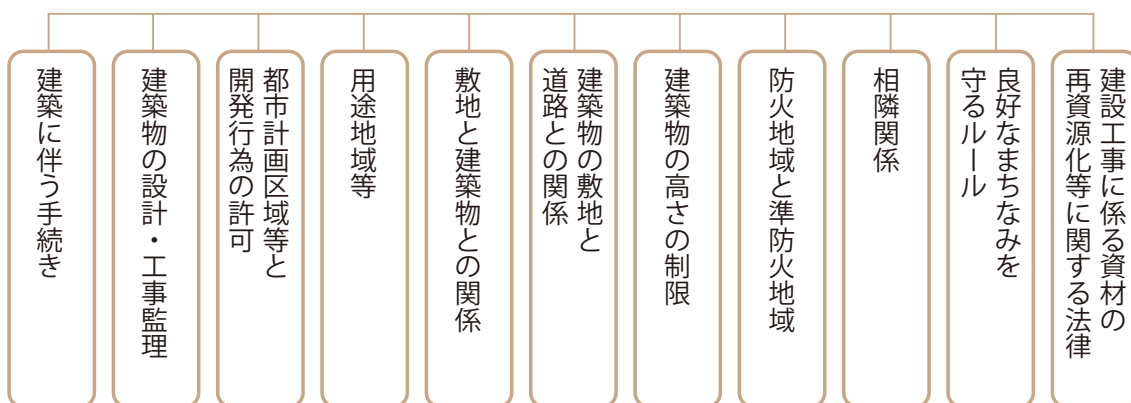 建築に伴う手続き
建築物の設計・工事監理
都市計画区域等と
開発行為の許可
用途地域等
敷地と建築物との関係
建築物の敷地と
道路との関係
建築物の高さの制限
防火地域と準防火地域
相隣関係
良好なまちなみを
守るルール
建設工事に係る資材の
再資源化等に関する法律